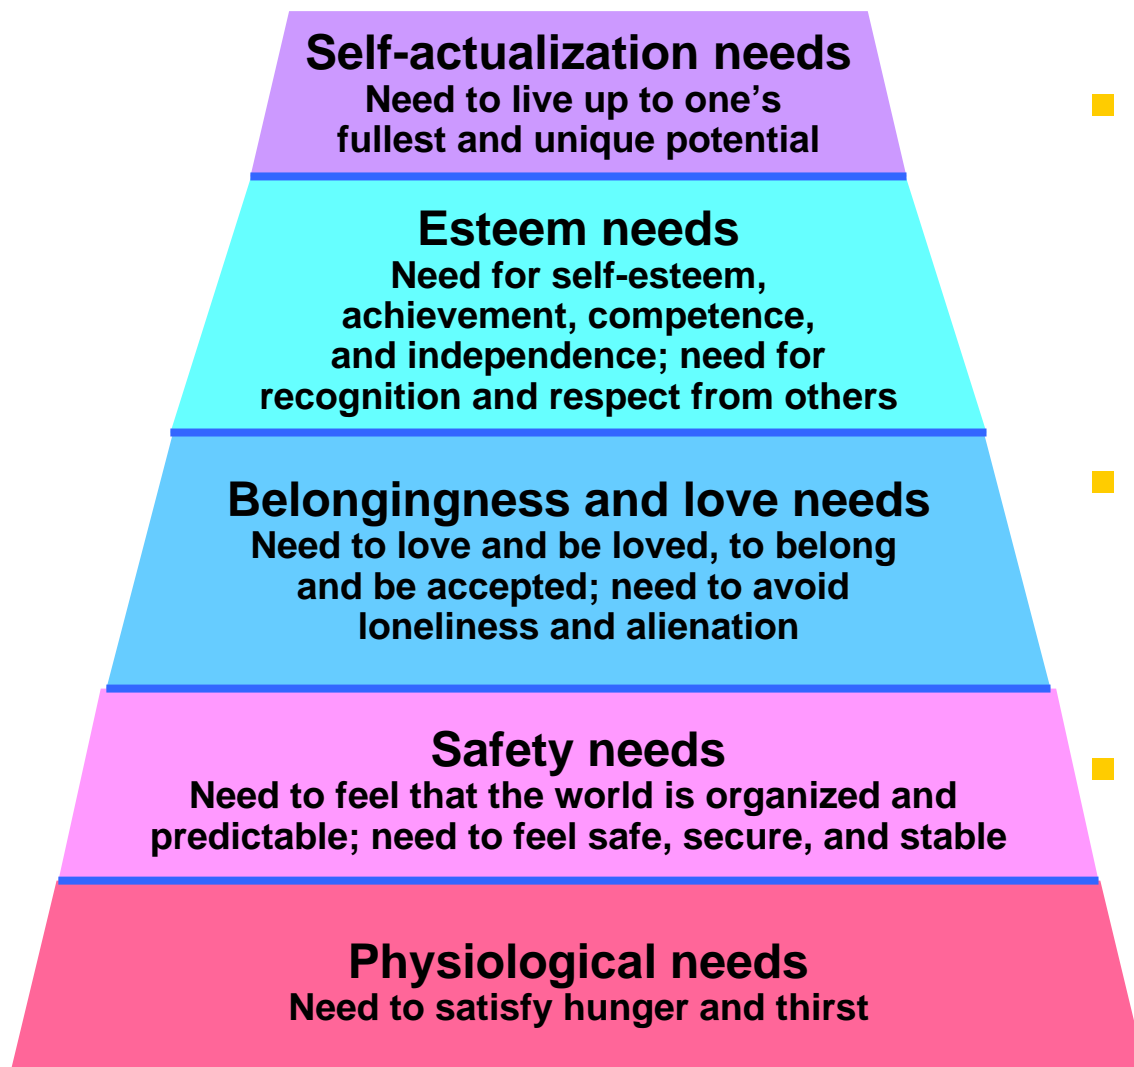 Self-actualization needs
Need to live up to one’s
fullest and unique potential
Esteem needs
Need for self-esteem,
achievement, competence,
and independence; need for
recognition and respect from others
Belongingness and love needs
Need to love and be loved, to belong
and be accepted; need to avoid
loneliness and alienation
Safety needs
Need to feel that the world is organized and
predictable; need to feel safe, secure, and stable
Physiological needs
Need to satisfy hunger and thirst